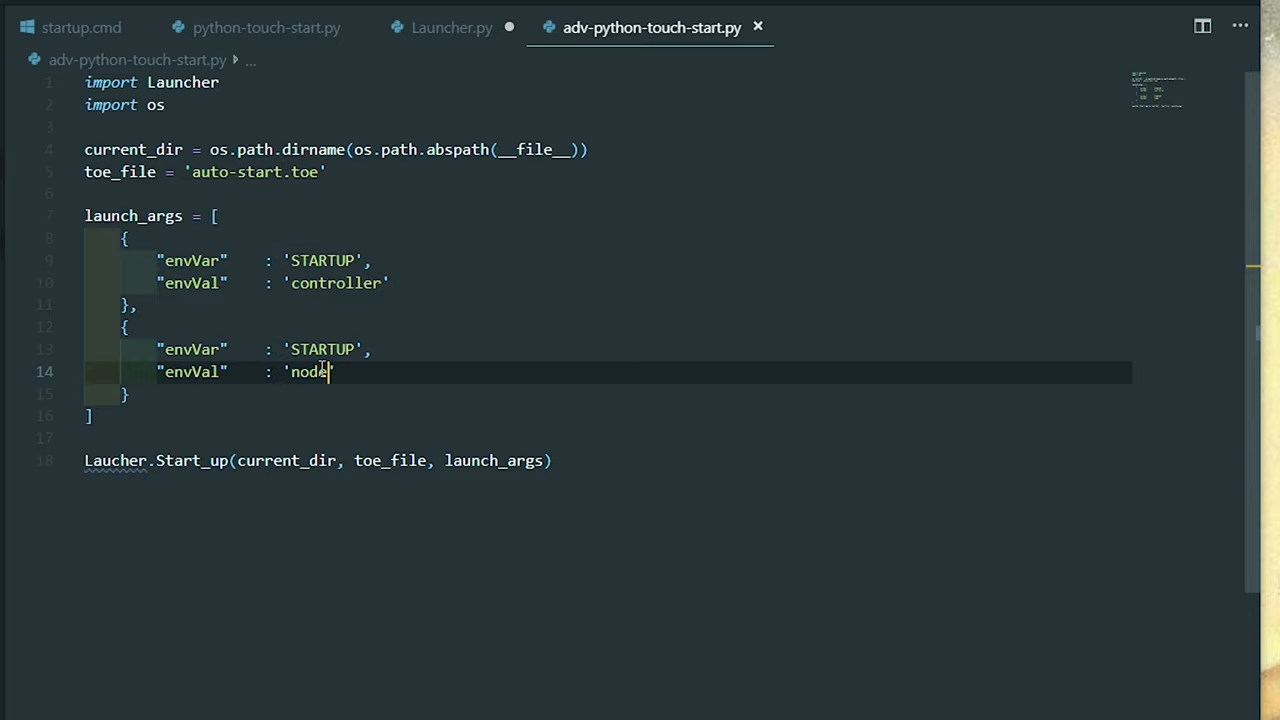 startup.cmd python-touch-start.py Launcher.py adv-python-touch-start.py
adv-python-touch-start.py ...
1 import Launcher
2 import os
3
4 current_dir = os.path.dirname(os.path.abspath(__file__))
5 toe_file = 'auto-start.toe'
6
7 launch_args = [
8 {
9 "envVar" : 'STARTUP',
10 "envVal" : 'controller'
11 },
12 {
13 "envVar" : 'STARTUP',
14 "envVal" : 'node'
15 }
16 ]
17
18 Laucher.Start_up(current_dir, toe_file, launch_args)